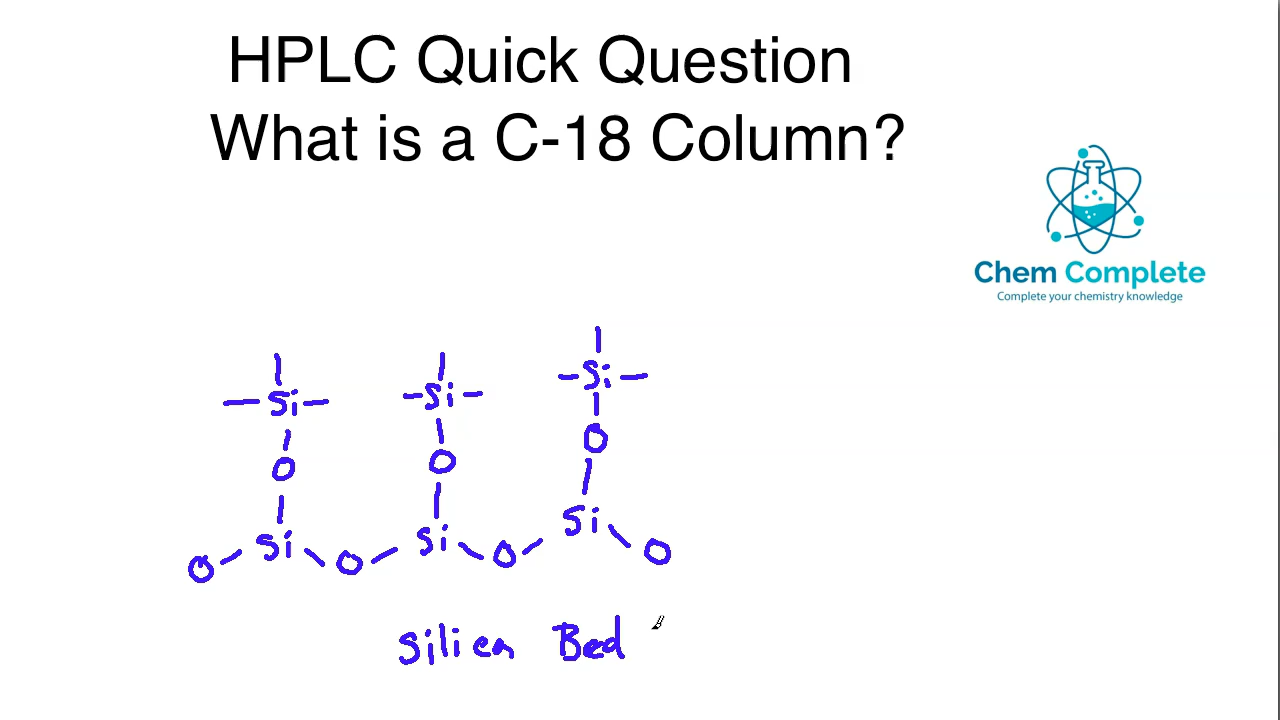 HPLC Quick Question
What is a C-18 Column?
Chem Complete
Complete your chemistry knowledge
Si Si Si
O O O
Si Si Si
O O O O
Silica Bed